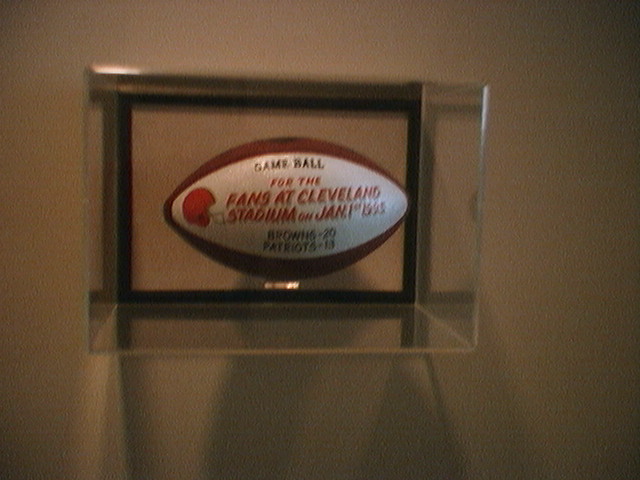 GAME BALL
FOR THE
FANS AT CLEVELAND
STADIUM ON JAN. 1ST 1995
BROWNS-20
PATRIOTS-13